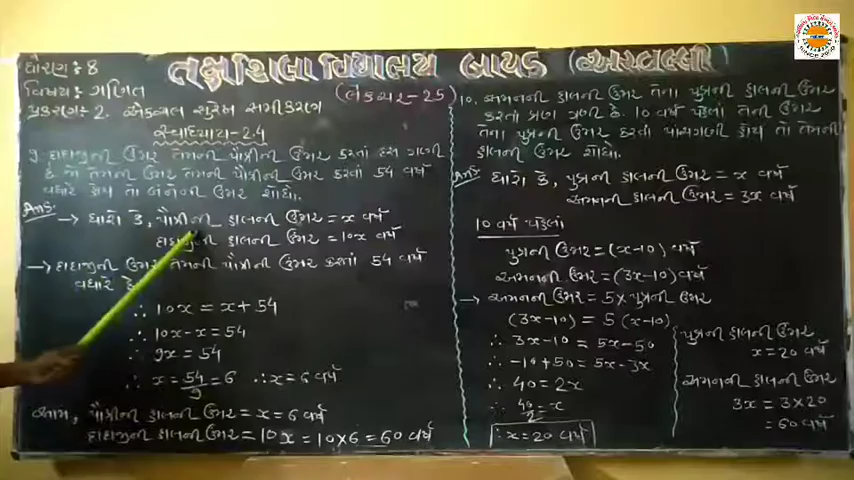 ધોરણ: 8
વિષય: ગણિત
તક્ષશિલા વિદ્યાલય બાયડ (અરવલ્લી)
(લેક્ચર-25)
પ્રકરણ: 2. એકચલ સુરેખ સમીકરણ
સ્વાધ્યાય-2.4
9. દાદાજીની ઉંમર તેમની પૌત્રીની ઉંમર કરતાં દસ ગણી
છે જો તેમની ઉંમર તેમની પૌત્રીની ઉંમર કરતાં 54 વર્ષ
વધારે હોય તો બંનેની ઉંમર શોધો.
Ans:
→ ધારો કે, પૌત્રીની હાલની ઉંમર = x વર્ષ
દાદાજીની હાલની ઉંમર = 10x વર્ષ
→ દાદાજીની ઉંમર તેમની પૌત્રીની ઉંમર કરતાં 54 વર્ષ
વધારે છે.
∴ 10x = x + 54
∴ 10x - x = 54
∴ 9x = 54
∴ x = 54/9 = 6 ∴ x = 6 વર્ષ
આમ, પૌત્રીની હાલની ઉંમર = x = 6 વર્ષ
દાદાજીની હાલની ઉંમર = 10x = 10×6 = 60 વર્ષ
10. અમનની હાલની ઉંમર તેના પુત્રની હાલની ઉંમર
કરતાં ત્રણ ગણી છે. 10 વર્ષ પહેલાં તેની ઉંમર
તેના પુત્રની ઉંમર કરતાં પાંચગણી હોય તો તેમની
હાલની ઉંમર શોધો.
Ans:
ધારો કે, પુત્રની હાલની ઉંમર = x વર્ષ
અમનની હાલની ઉંમર = 3x વર્ષ
10 વર્ષ પહેલાં
પુત્રની ઉંમર = (x-10) વર્ષ
અમનની ઉંમર = (3x-10) વર્ષ
→ અમનની ઉંમર = 5 × પુત્રની ઉંમર
(3x-10) = 5 (x-10)
∴ 3x-10 = 5x-50
∴ -10+50 = 5x-3x
∴ 40 = 2x
∴ 40/2 = x
∴ x = 20 વર્ષ
પુત્રની હાલની ઉંમર
x = 20 વર્ષ
અમનની હાલની ઉંમર
3x = 3×20
= 60 વર્ષ